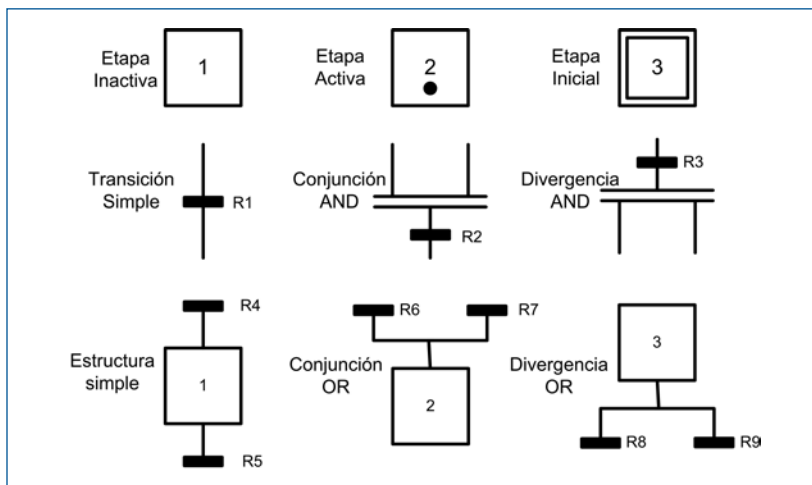 Etapa
Inactiva
1
Etapa
Activa
2
Etapa
Inicial
3
Transición
Simple
R1
Conjunción
AND
R2
Divergencia
AND
R3
Estructura
simple
R4
1
R5
Conjunción
OR
R6
R7
2
Divergencia
OR
3
R8
R9